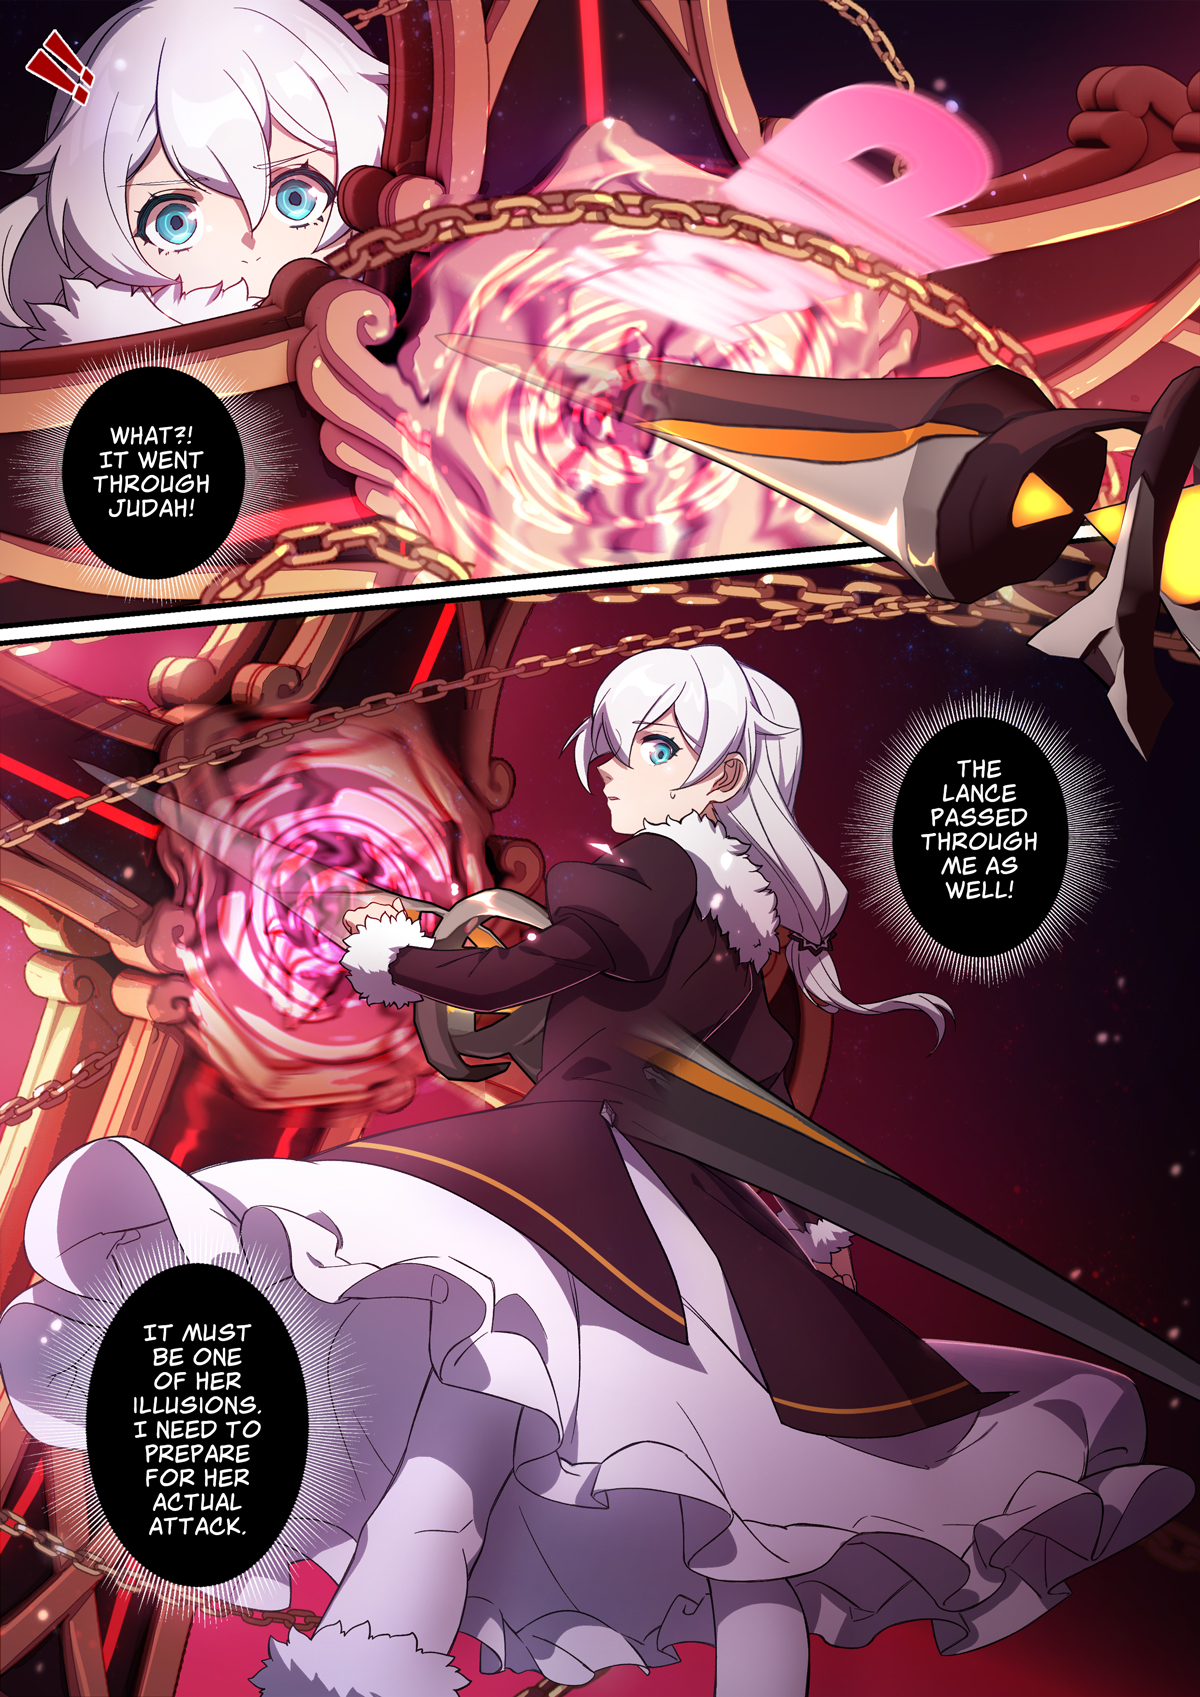 !!
WHAT?!
IT WENT
THROUGH
JUDAH!
THE
LANCE
PASSED
THROUGH
ME AS
WELL!
IT MUST
BE ONE
OF HER
ILLUSIONS.
I NEED TO
PREPARE
FOR HER
ACTUAL
ATTACK.